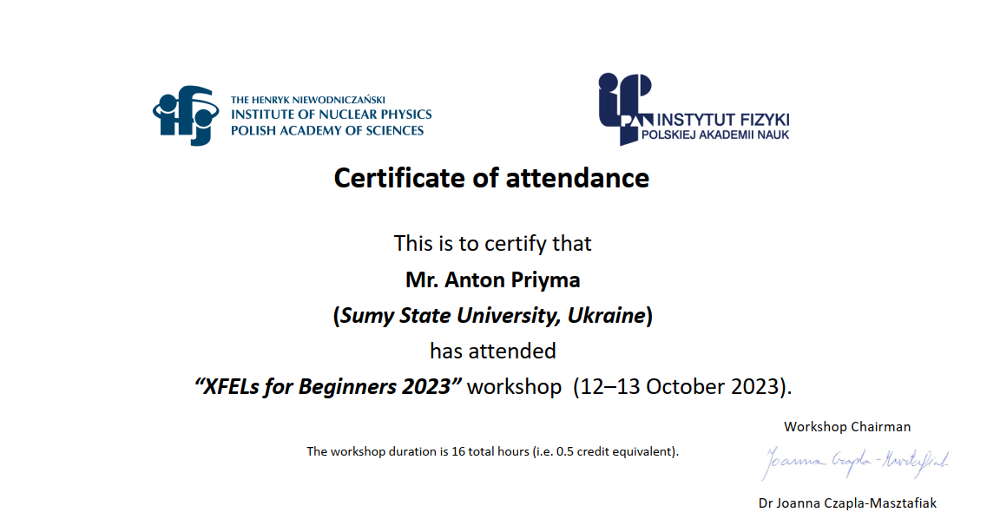 ifj
THE HENRYK NIEWODNICZAŃSKI
INSTITUTE OF NUCLEAR PHYSICS
POLISH ACADEMY OF SCIENCES
if
PAN INSTYTUT FIZYKI
POLSKIEJ AKADEMII NAUK
Certificate of attendance
This is to certify that
Mr. Anton Priyma
(Sumy State University, Ukraine)
has attended
“XFELs for Beginners 2023” workshop (12–13 October 2023).
Workshop Chairman
The workshop duration is 16 total hours (i.e. 0.5 credit equivalent).
Joanna Czapla-Masztafiak
Dr Joanna Czapla-Masztafiak